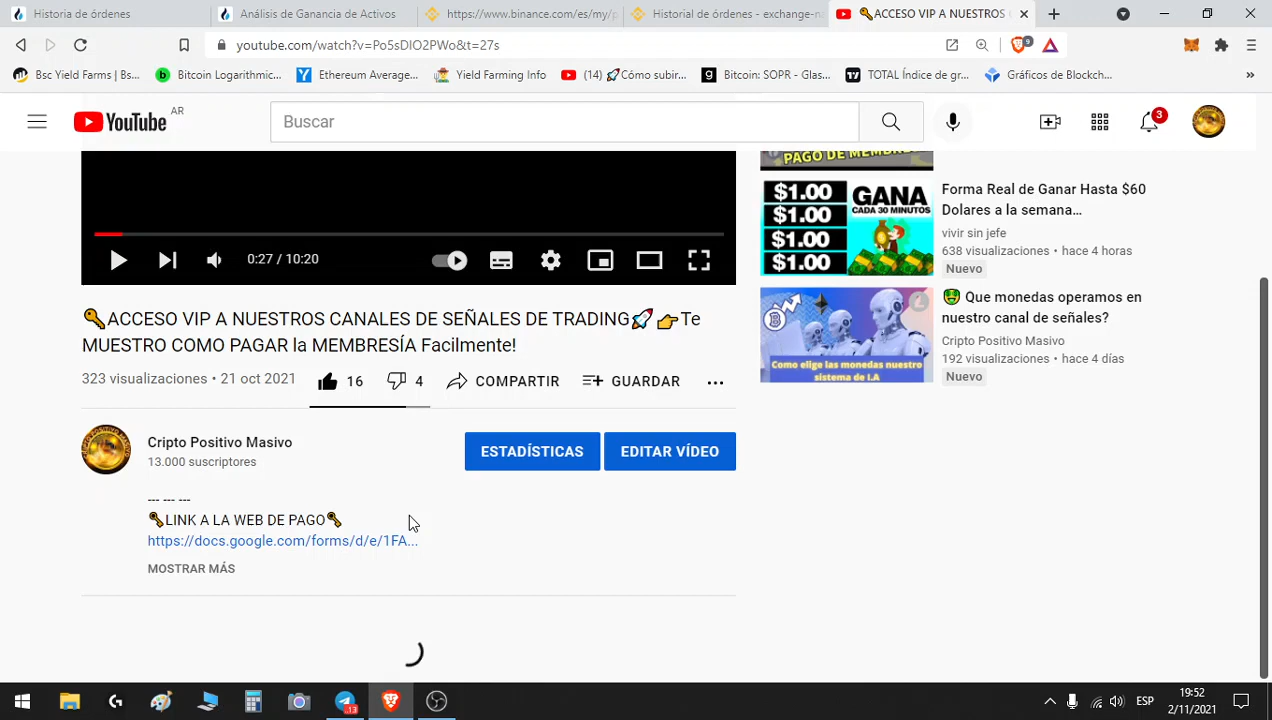 Historia de órdenes
Análisis de Ganancia de Activos
https://www.binance.com/es/my/
Historial de órdenes - exchange-na
ACCESO VIP A NUESTROS
youtube.com/watch?v=Po5sDIO2PWo&t=27s
9
Bsc Yield Farms | Bs...
Bitcoin Logarithmic...
Ethereum Average...
Yield Farming Info
(14) 🚀Cómo subir...
Bitcoin: SOPR - Glas...
TOTAL Índice de gr...
Gráficos de Blockch...
»
YouTube AR
Buscar
3
PAGO DE MEMBRE
$1.00
$1.00
$1.00
$1.00
GANA
CADA 30 MINUTOS
Forma Real de Ganar Hasta $60
Dolares a la semana...
vivir sin jefe
638 visualizaciones • hace 4 horas
Nuevo
0:27 / 10:20
Como elige las monedas nuestro
sistema de I.A
🤑 Que monedas operamos en
nuestro canal de señales?
Cripto Positivo Masivo
192 visualizaciones • hace 4 días
Nuevo
🔑ACCESO VIP A NUESTROS CANALES DE SEÑALES DE TRADING🚀👉Te
MUESTRO COMO PAGAR la MEMBRESÍA Facilmente!
323 visualizaciones • 21 oct 2021
16
4
COMPARTIR
GUARDAR
Cripto Positivo Masivo
13.000 suscriptores
ESTADÍSTICAS
EDITAR VÍDEO
--- --- ---
🔑LINK A LA WEB DE PAGO🔑
https://docs.google.com/forms/d/e/1FA...
MOSTRAR MÁS
13
ESP
19:52
2/11/2021